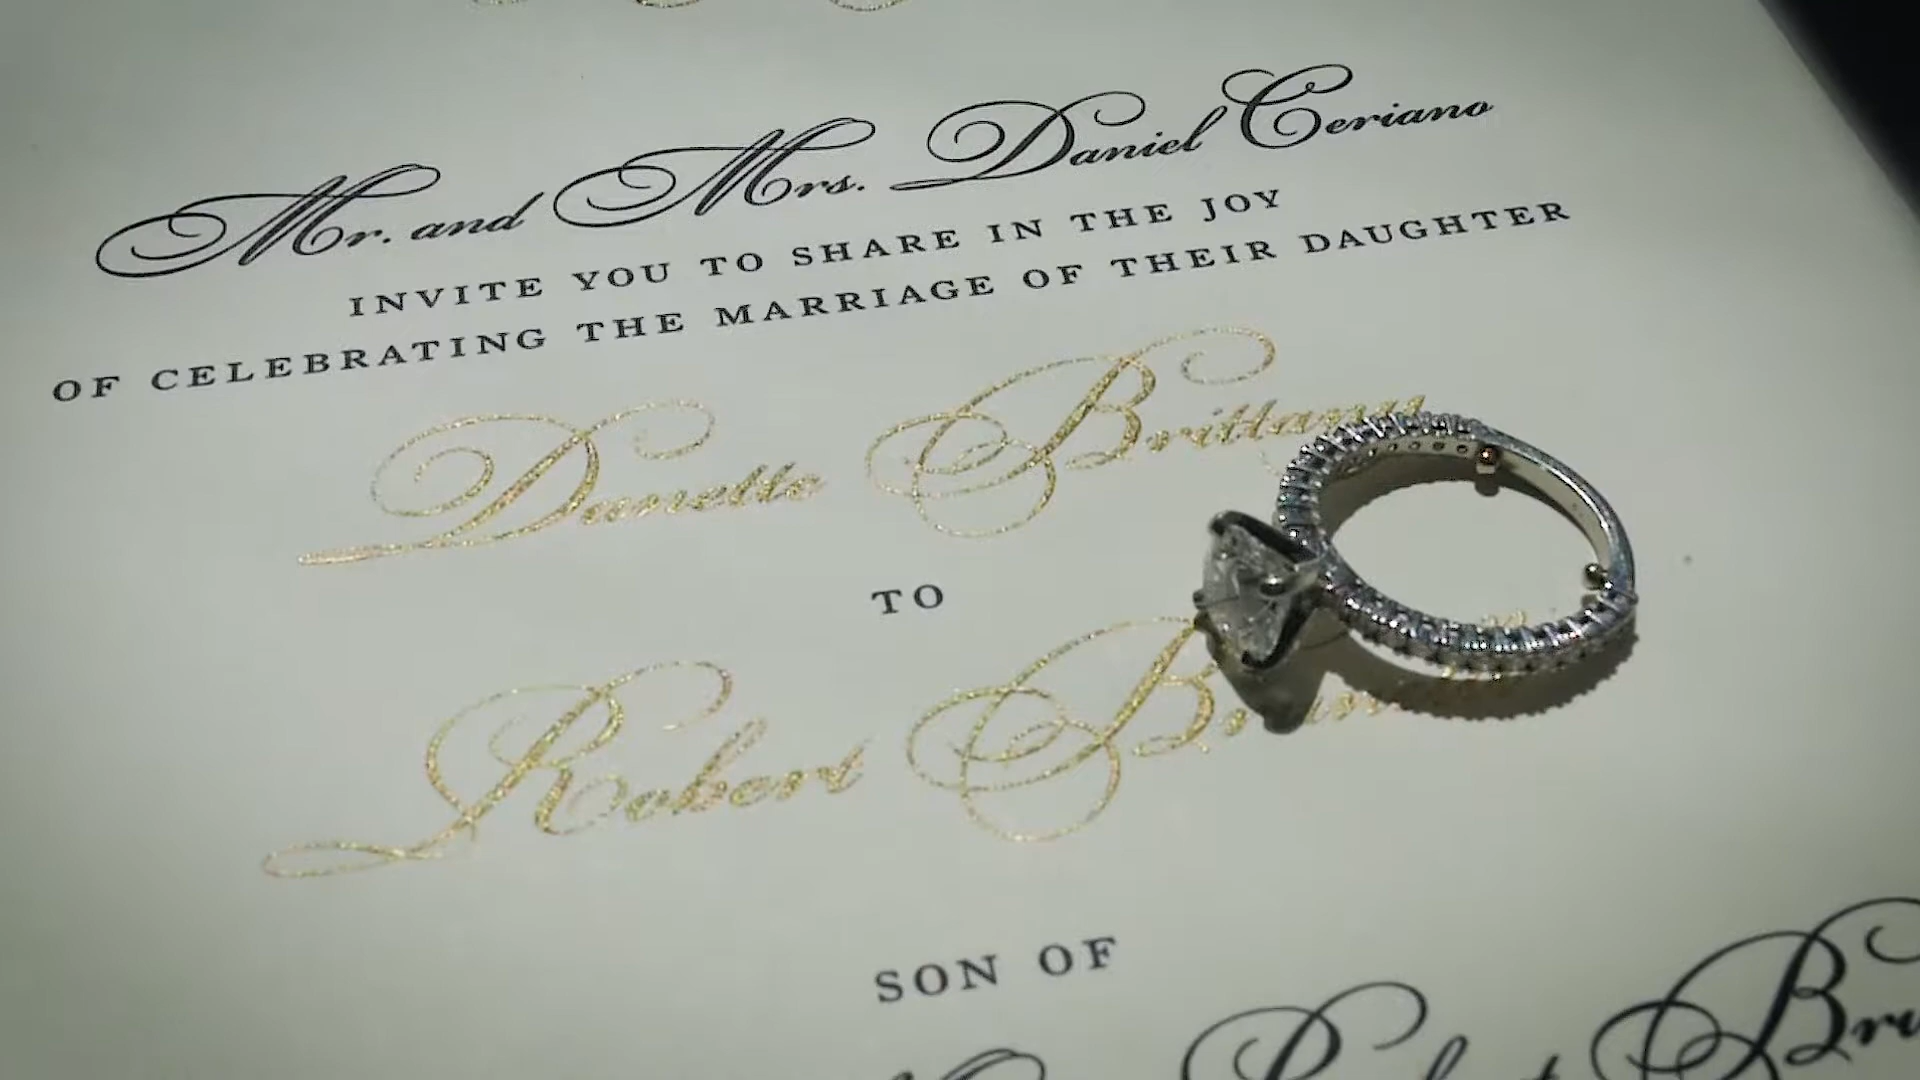 Mr. and Mrs. Daniel Ceriano
INVITE YOU TO SHARE IN THE JOY
OF CELEBRATING THE MARRIAGE OF THEIR DAUGHTER
Danelle Brittany
TO
Robert
SON OF